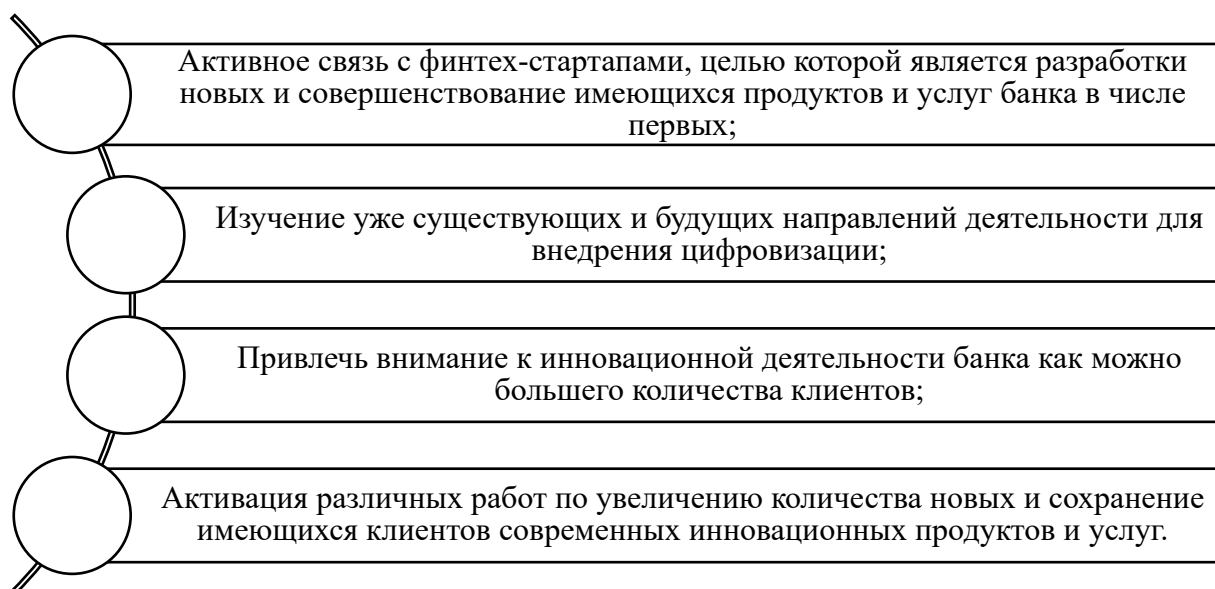 Активное связь с финтех-стартапами, целью которой является разработки
новых и совершенствование имеющихся продуктов и услуг банка в числе
первых;
Изучение уже существующих и будущих направлений деятельности для
внедрения цифровизации;
Привлечь внимание к инновационной деятельности банка как можно
большего количества клиентов;
Активация различных работ по увеличению количества новых и сохранение
имеющихся клиентов современных инновационных продуктов и услуг.